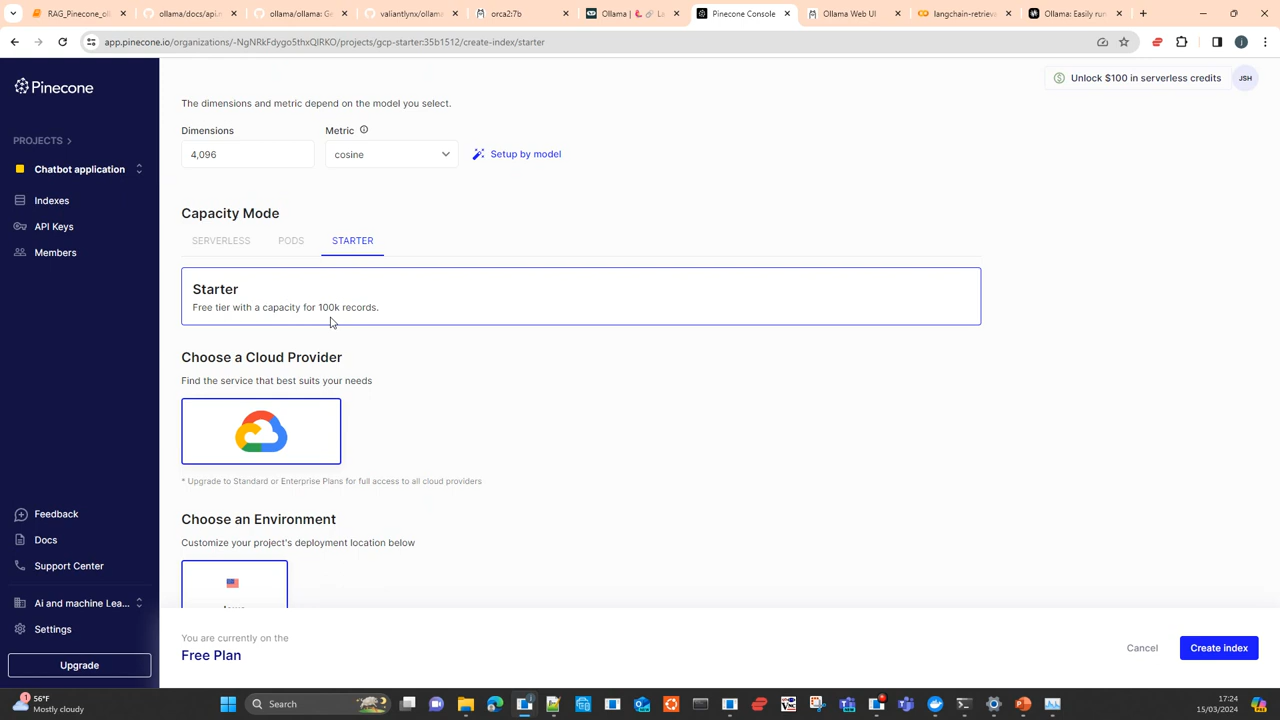 RAG_Pinecone_oll
ollama/docs/api.m
ollama/ollama: Ge
valiantlynx/ollama
orca2:7b
Ollama | 🦜️🔗 La
Pinecone Console
Ollama Web UI
langchain-retrieva
Ollama: Easily run
app.pinecone.io/organizations/-NgNRkFdygo5thxQIRKO/projects/gcp-starter:35b1512/create-index/starter
Pinecone
Unlock $100 in serverless credits
JSH
The dimensions and metric depend on the model you select.
Dimensions
Metric
4,096
cosine
Setup by model
PROJECTS
Chatbot application
Indexes
API Keys
Members
Capacity Mode
SERVERLESS
PODS
STARTER
Starter
Free tier with a capacity for 100k records.
Choose a Cloud Provider
Find the service that best suits your needs
* Upgrade to Standard or Enterprise Plans for full access to all cloud providers
Choose an Environment
Customize your project's deployment location below
Feedback
Docs
Support Center
Ai and machine Lea...
Settings
Upgrade
You are currently on the
Free Plan
Cancel
Create index
1
56°F
Mostly cloudy
Search
17:24
15/03/2024